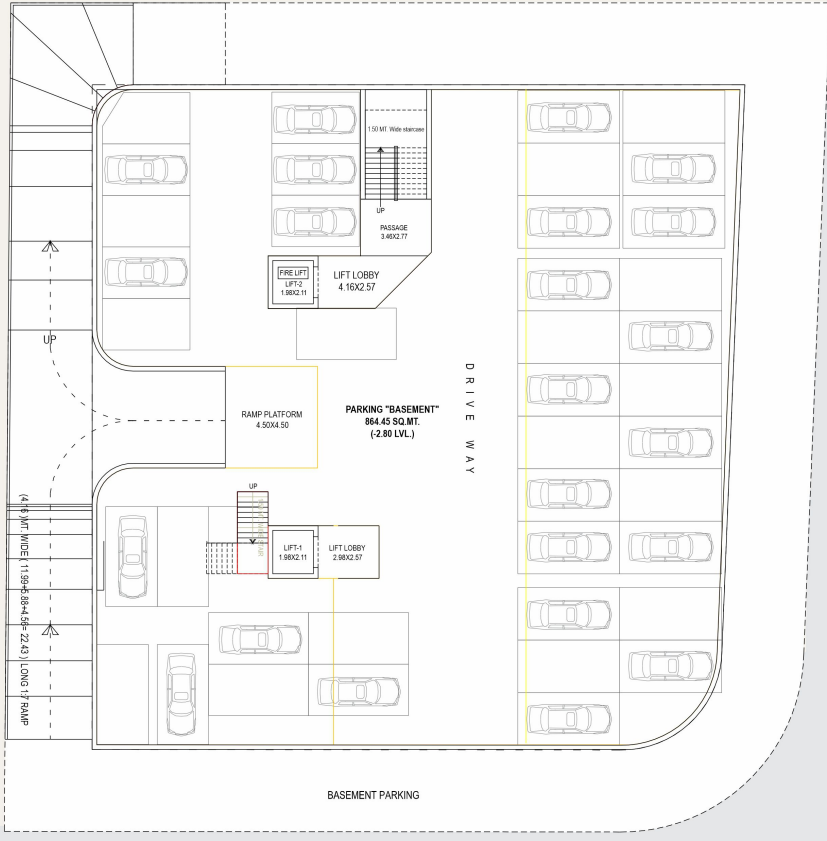 1.50 MT. Wide staircase
UP
PASSAGE
3.46X2.77
FIRE LIFT
LIFT-2
1.98X2.11
LIFT LOBBY
4.16X2.57
UP
RAMP PLATFORM
4.50X4.50
PARKING "BASEMENT"
864.45 SQ.MT.
(-2.80 LVL.)
DRIVE WAY
UP
LIFT-1
1.98X2.11
LIFT LOBBY
2.98X2.57
(4.16 )MT. WIDE ( 11.99+5.88+4.56= 22.43 ) LONG 1:7 RAMP
BASEMENT PARKING